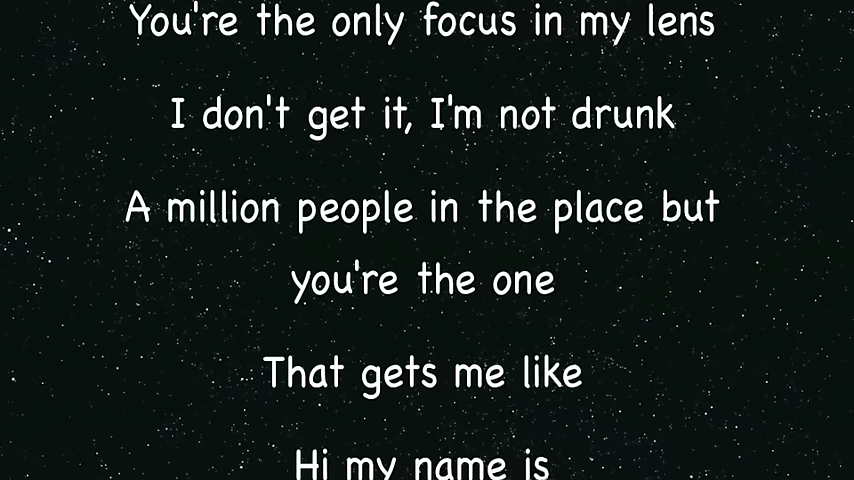 You're the only focus in my lens
I don't get it, I'm not drunk
A million people in the place but
you're the one
That gets me like
Hi my name is